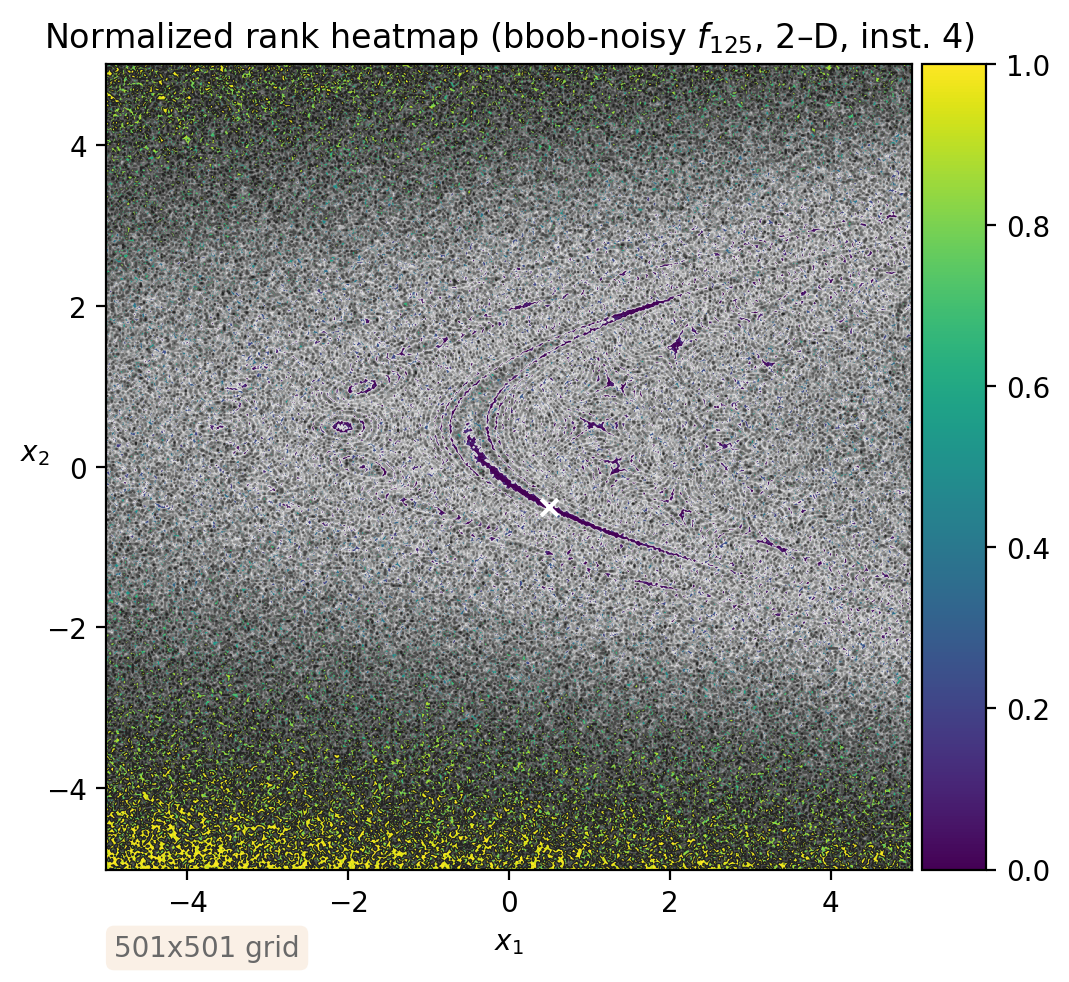 Normalized rank heatmap (bbob-noisy f₁₂₅, 2–D, inst. 4)
1.0
0.8
0.6
0.4
0.2
0.0
4
2
0
−2
−4
x₂
−4 −2 0 2 4
x₁
501x501 grid